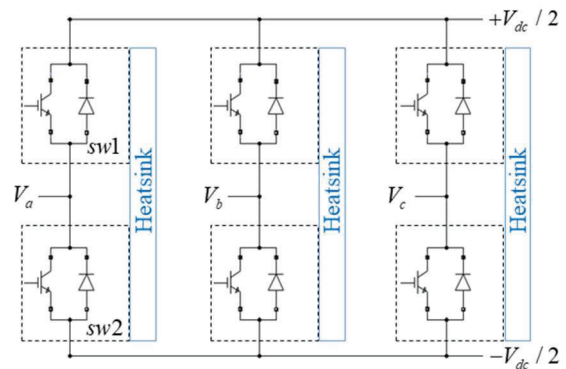 +V_dc / 2
sw1
V_a
Heatsink
V_b
Heatsink
V_c
Heatsink
sw2
−V_dc / 2